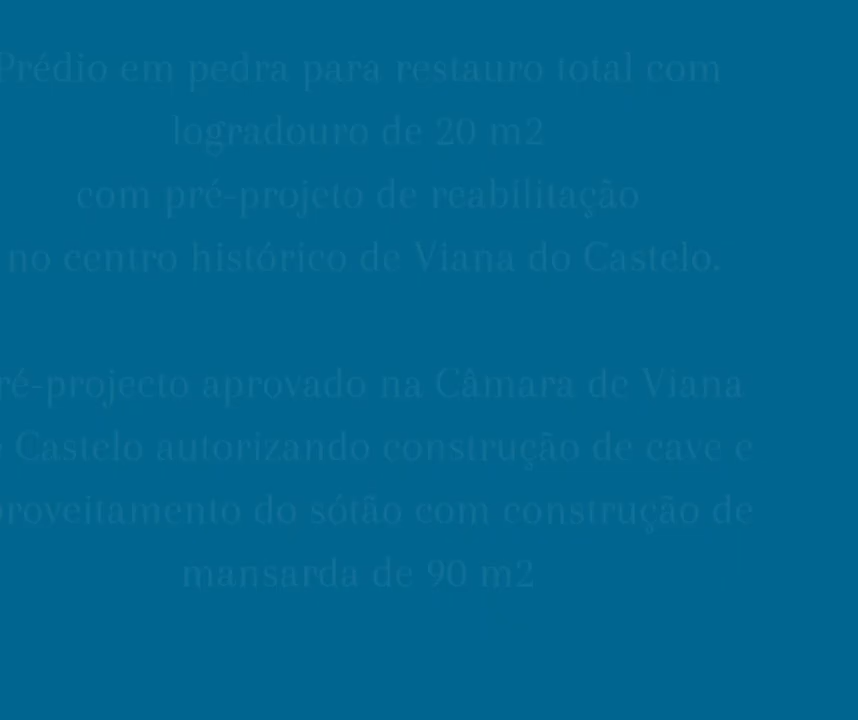 Prédio em pedra para restauro total com
logradouro de 20 m2
com pré-projeto de reabilitação
no centro histórico de Viana do Castelo.
ré-projecto aprovado na Câmara de Viana
e Castelo autorizando construção de cave e
proveitamento do sótão com construção de
mansarda de 90 m2